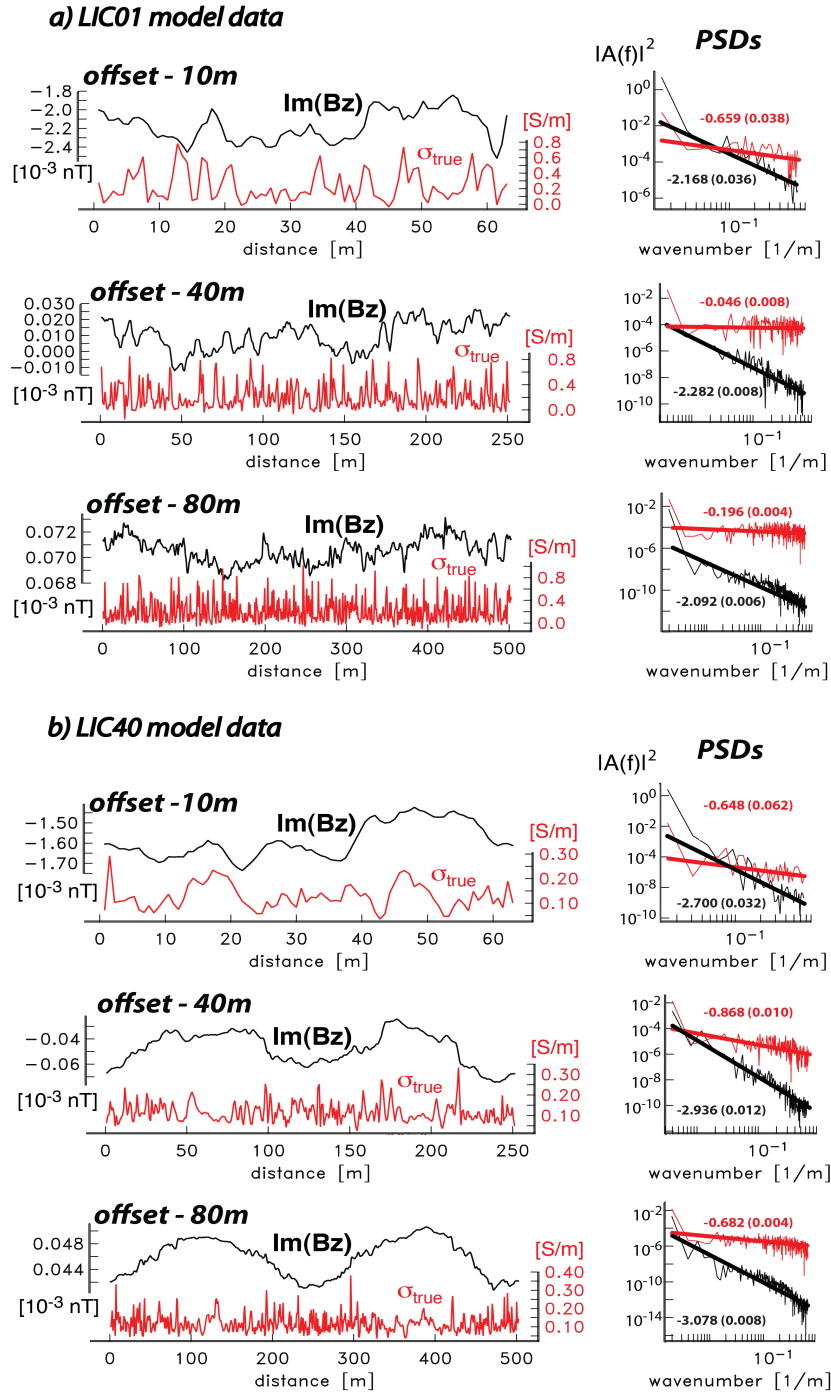 a) LIC01 model data
offset - 10m
Im(Bz)
−1.8
−2.0
−2.2
−2.4
[10-3 nT]
σtrue
[S/m]
0.8
0.6
0.4
0.2
0.0
0 10 20 30 40 50 60
distance [m]
PSDs
|A(f)|2
100
10−2
10−4
10−6
-0.659 (0.038)
-2.168 (0.036)
10−1
wavenumber [1/m]
offset - 40m
Im(Bz)
0.030
0.020
0.010
0.000
−0.010
[10-3 nT]
σtrue
[S/m]
0.8
0.4
0.0
0 50 100 150 200 250
distance [m]
10−2
10−4
10−6
10−8
10−10
-0.046 (0.008)
-2.282 (0.008)
10−1
wavenumber [1/m]
offset - 80m
Im(Bz)
0.072
0.070
0.068
[10-3 nT]
σtrue
[S/m]
0.8
0.4
0.0
0 100 200 300 400 500
distance [m]
10−2
10−6
10−10
-0.196 (0.004)
-2.092 (0.006)
10−1
wavenumber [1/m]
b) LIC40 model data
offset -10m
Im(Bz)
−1.50
−1.60
−1.70
[10-3 nT]
σtrue
[S/m]
0.30
0.20
0.10
0 10 20 30 40 50 60
distance [m]
PSDs
|A(f)|2
100
10−2
10−4
10−6
10−8
10−10
-0.648 (0.062)
-2.700 (0.032)
10−1
wavenumber [1/m]
offset - 40m
Im(Bz)
−0.04
−0.06
[10-3 nT]
σtrue
[S/m]
0.30
0.20
0.10
0 50 100 150 200 250
distance [m]
10−2
10−4
10−6
10−8
10−10
-0.868 (0.010)
-2.936 (0.012)
10−1
wavenumber [1/m]
offset - 80m
Im(Bz)
0.048
0.044
[10-3 nT]
σtrue
[S/m]
0.40
0.30
0.20
0.10
0 100 200 300 400 500
distance [m]
10−2
10−6
10−10
10−14
-0.682 (0.004)
-3.078 (0.008)
10−1
wavenumber [1/m]